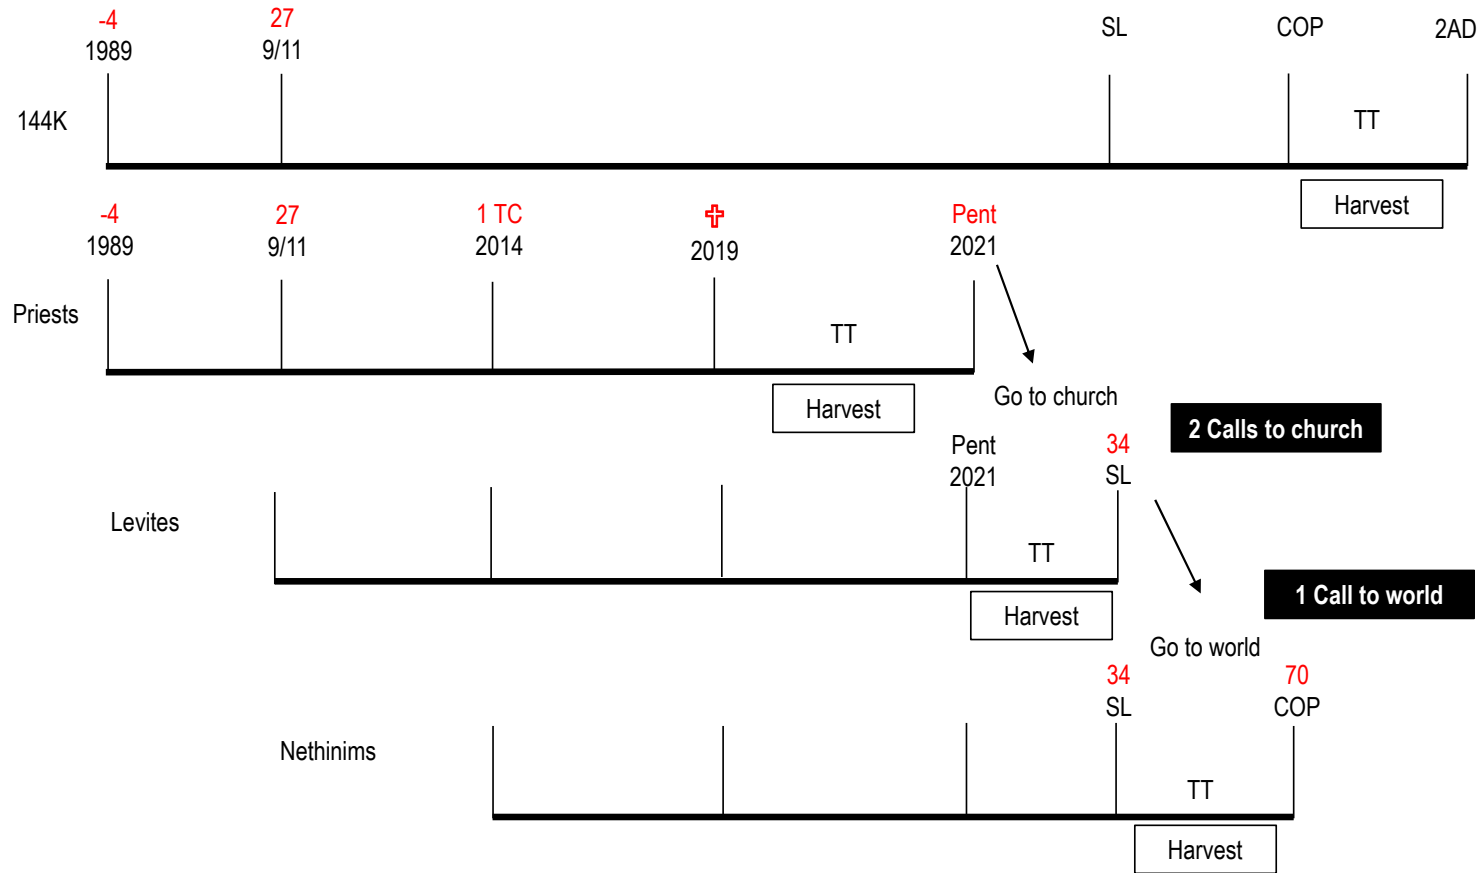 -4
1989
27
9/11
SL
COP
2AD
144K
TT
Harvest
-4
1989
27
9/11
1 TC
2014
2019
Pent
2021
Priests
TT
Harvest
Go to church
2 Calls to church
Pent
2021
34
SL
Levites
TT
Harvest
1 Call to world
Go to world
34
SL
70
COP
Nethinims
TT
Harvest